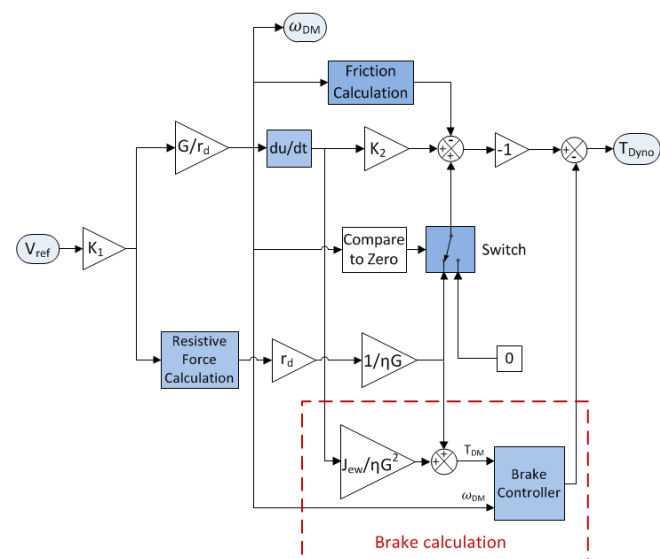 ω_DM
Friction
Calculation
G/r_d
du/dt
K_2
-
+
+
-1
+
-
T_Dyno
V_ref
K_1
Compare
to Zero
Switch
Resistive
Force
Calculation
r_d
1/ηG
0
J_ew/ηG^2
+
+
T_DM
ω_DM
Brake
Controller
Brake calculation